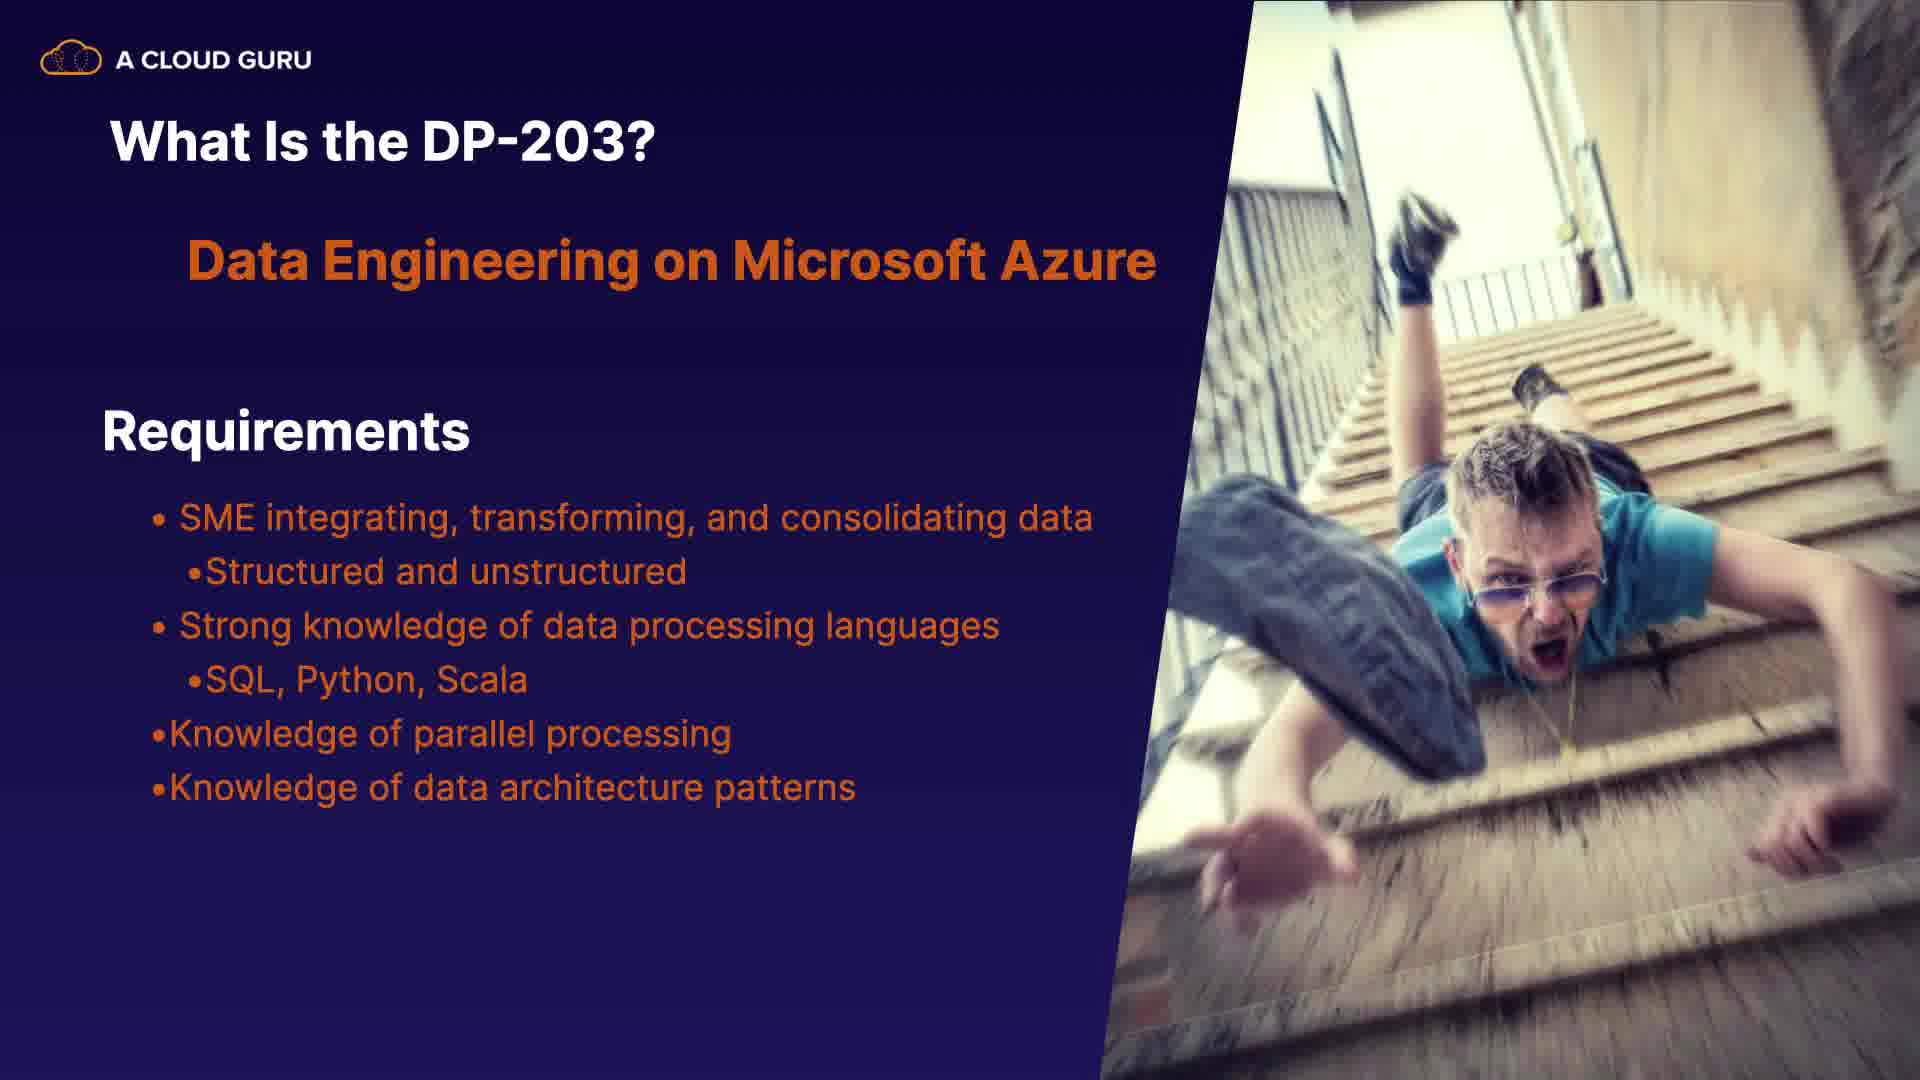 A CLOUD GURU
What Is the DP-203?
Data Engineering on Microsoft Azure
Requirements
• SME integrating, transforming, and consolidating data
•Structured and unstructured
• Strong knowledge of data processing languages
•SQL, Python, Scala
•Knowledge of parallel processing
•Knowledge of data architecture patterns